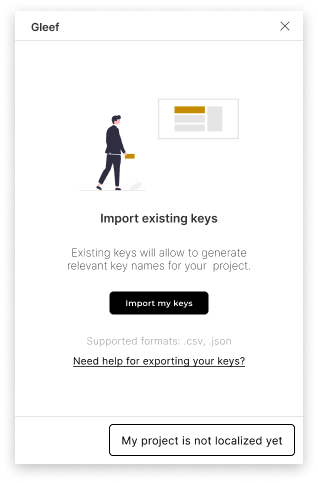 Gleef
Import existing keys
Existing keys will allow to generate
relevant key names for your project.
Import my keys
Supported formats: .csv, .json
Need help for exporting your keys?
My project is not localized yet